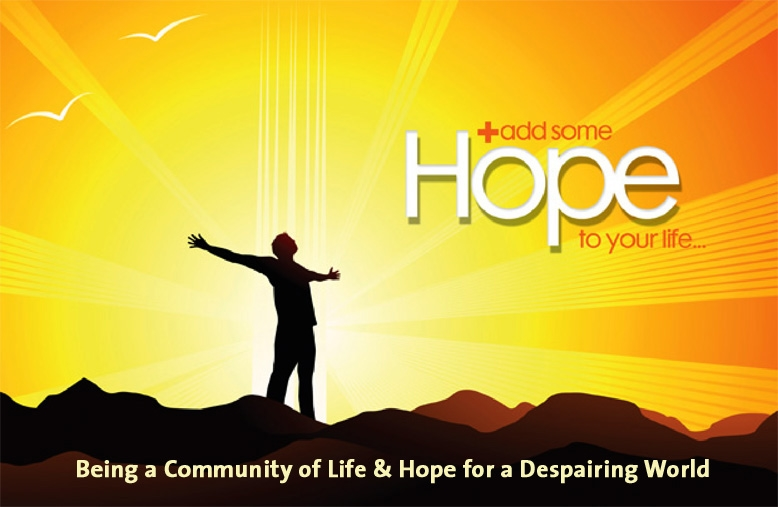 +add some
Hope
to your life...
Being a Community of Life & Hope for a Despairing World